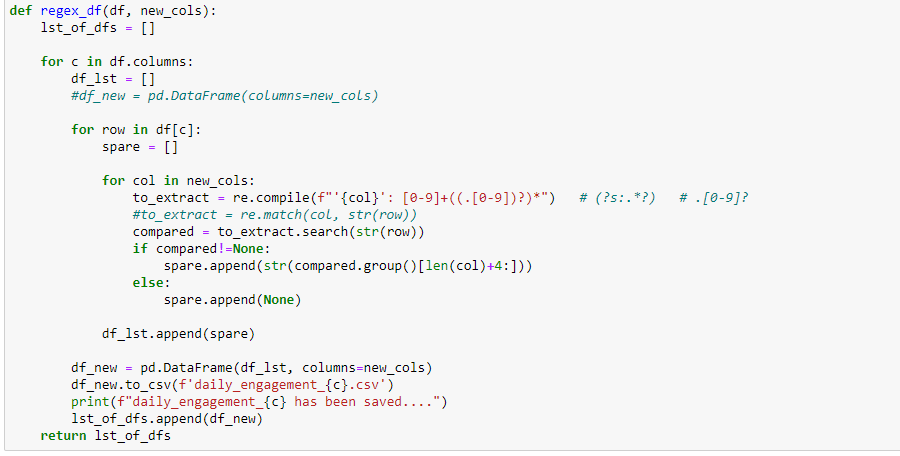 def regex_df(df, new_cols):
    lst_of_dfs = []

    for c in df.columns:
        df_lst = []
        #df_new = pd.DataFrame(columns=new_cols)

        for row in df[c]:
            spare = []

            for col in new_cols:
                to_extract = re.compile(f"'{col}': [0-9]+((.[0-9])?)*")   # (?s:.*?)   # .[0-9]?
                #to_extract = re.match(col, str(row))
                compared = to_extract.search(str(row))
                if compared!=None:
                    spare.append(str(compared.group()[len(col)+4:]))
                else:
                    spare.append(None)

            df_lst.append(spare)

        df_new = pd.DataFrame(df_lst, columns=new_cols)
        df_new.to_csv(f'daily_engagement_{c}.csv')
        print(f"daily_engagement_{c} has been saved....")
        lst_of_dfs.append(df_new)
    return lst_of_dfs